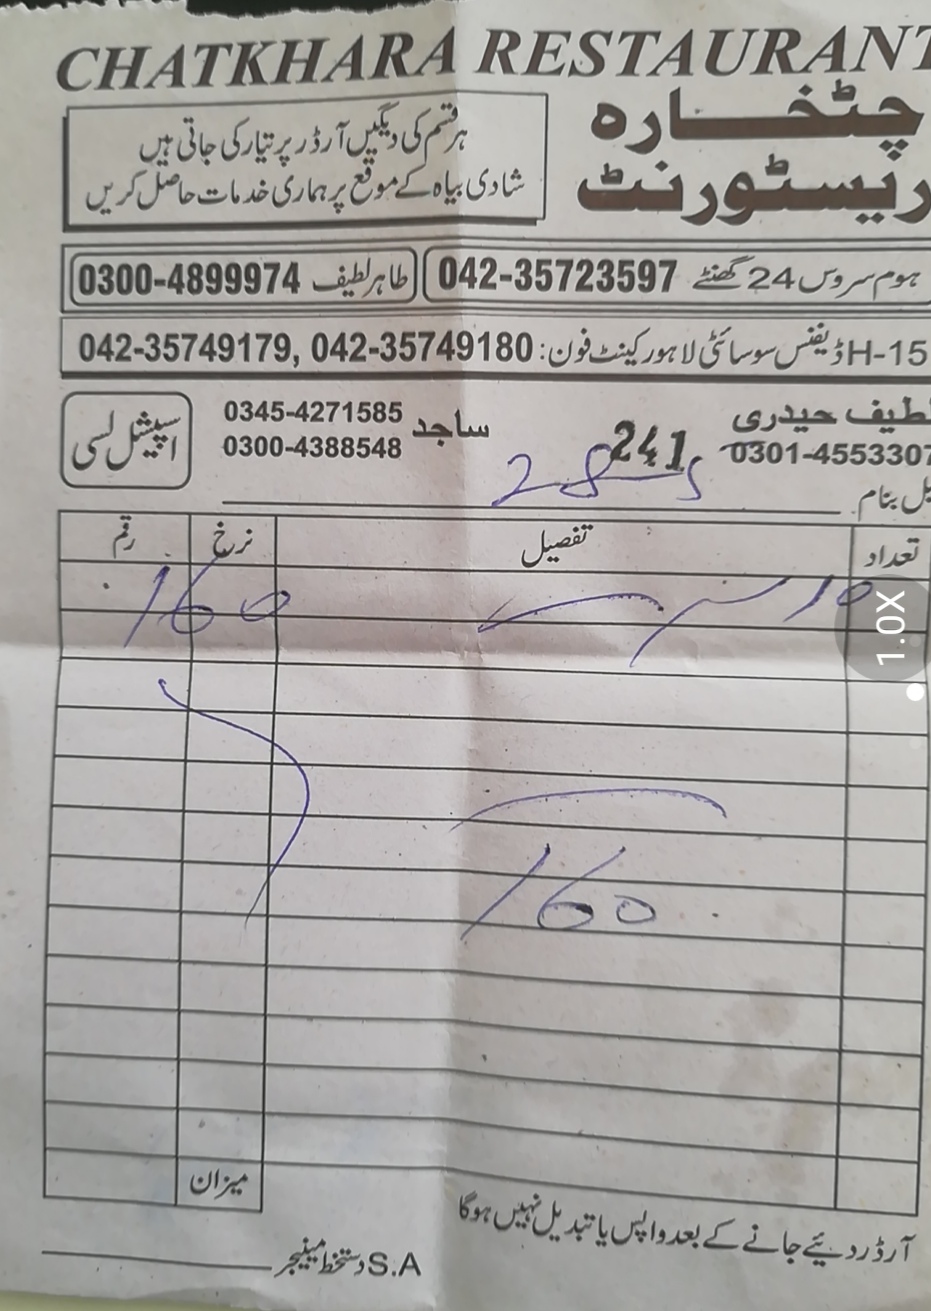 CHATKHARA RESTAURANT
چٹخارہ
ریسٹورنٹ
ہر قسم کی دیگیں آرڈر پر تیار کی جاتی ہیں
شادی بیاہ کے موقع پر ہماری خدمات حاصل کریں
ہوم سروس 24 گھنٹے 042-35723597
طاہر لطیف 0300-4899974
H-15 ڈیفنس سوسائٹی لاہور کینٹ فون: 042-35749179, 042-35749180
لطیف حیدری
0301-4553307
ساجد 0345-4271585
0300-4388548
اسپیشل لسی
241
28-5
بل بنام
تعداد تفصیل نرخ رقم
10 160
160
میزان
آرڈر دیئے جانے کے بعد واپس یا تبدیل نہیں ہوگا
S.A دستخط مینیجر
1.0X